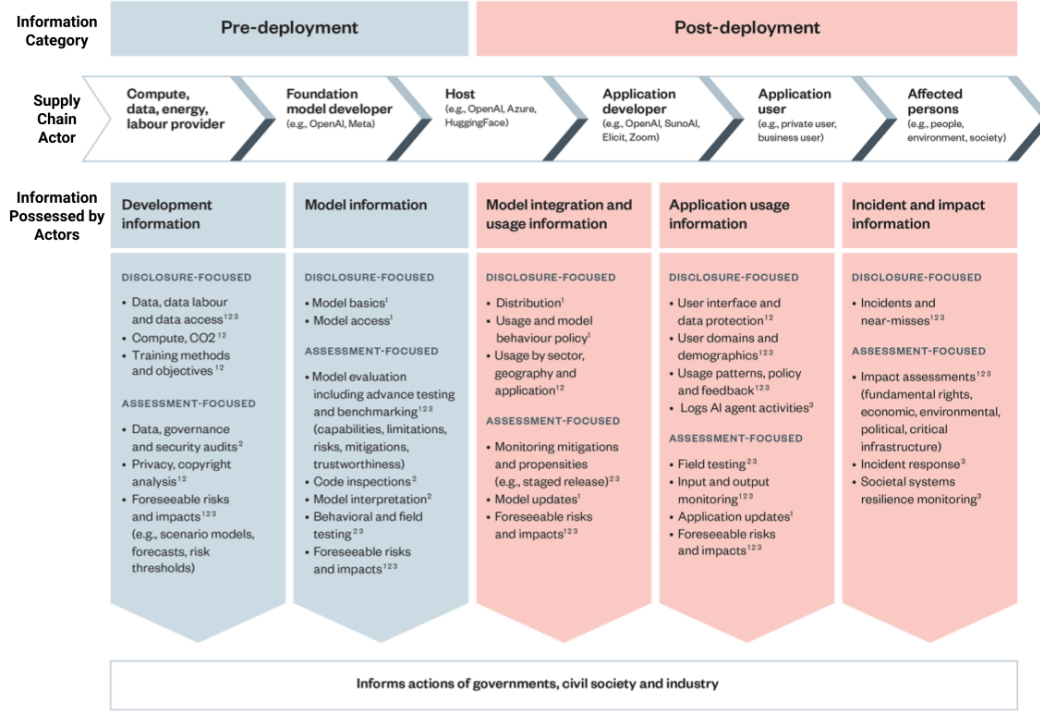 Information
Category
Pre-deployment
Post-deployment
Supply
Chain
Actor
Compute,
data, energy,
labour provider
Foundation
model developer
(e.g., OpenAI, Meta)
Host
(e.g., OpenAI, Azure,
HuggingFace)
Application
developer
(e.g., OpenAI, SunoAI,
Elicit, Zoom)
Application
user
(e.g., private user,
business user)
Affected
persons
(e.g., people,
environment, society)
Information
Possessed by
Actors
Development
information
DISCLOSURE-FOCUSED
• Data, data labour
and data access¹²³
• Compute, CO2 ¹²
• Training methods
and objectives ¹²
ASSESSMENT-FOCUSED
• Data, governance
and security audits²
• Privacy, copyright
analysis¹²
• Foreseeable risks
and impacts¹²³
(e.g., scenario models,
forecasts, risk
thresholds)
Model information
DISCLOSURE-FOCUSED
• Model basics¹
• Model access¹
ASSESSMENT-FOCUSED
• Model evaluation
including advance testing
and benchmarking¹²³
(capabilities, limitations,
risks, mitigations,
trustworthiness)
• Code inspections²
• Model interpretation²
• Behavioral and field
testing²³
• Foreseeable risks
and impacts¹²³
Model integration and
usage information
DISCLOSURE-FOCUSED
• Distribution¹
• Usage and model
behaviour policy¹
• Usage by sector,
geography and
application¹²
ASSESSMENT-FOCUSED
• Monitoring mitigations
and propensities
(e.g., staged release)²³
• Model updates¹
• Foreseeable risks
and impacts¹²³
Application usage
information
DISCLOSURE-FOCUSED
• User interface and
data protection¹²
• User domains and
demographics¹²³
• Usage patterns, policy
and feedback¹²³
• Logs AI agent activities³
ASSESSMENT-FOCUSED
• Field testing²³
• Input and output
monitoring¹²³
• Application updates¹
• Foreseeable risks
and impacts¹²³
Incident and impact
information
DISCLOSURE-FOCUSED
• Incidents and
near-misses¹²³
ASSESSMENT-FOCUSED
• Impact assessments¹²³
(fundamental rights,
economic, environmental,
political, critical
infrastructure)
• Incident response³
• Societal systems
resilience monitoring³
Informs actions of governments, civil society and industry